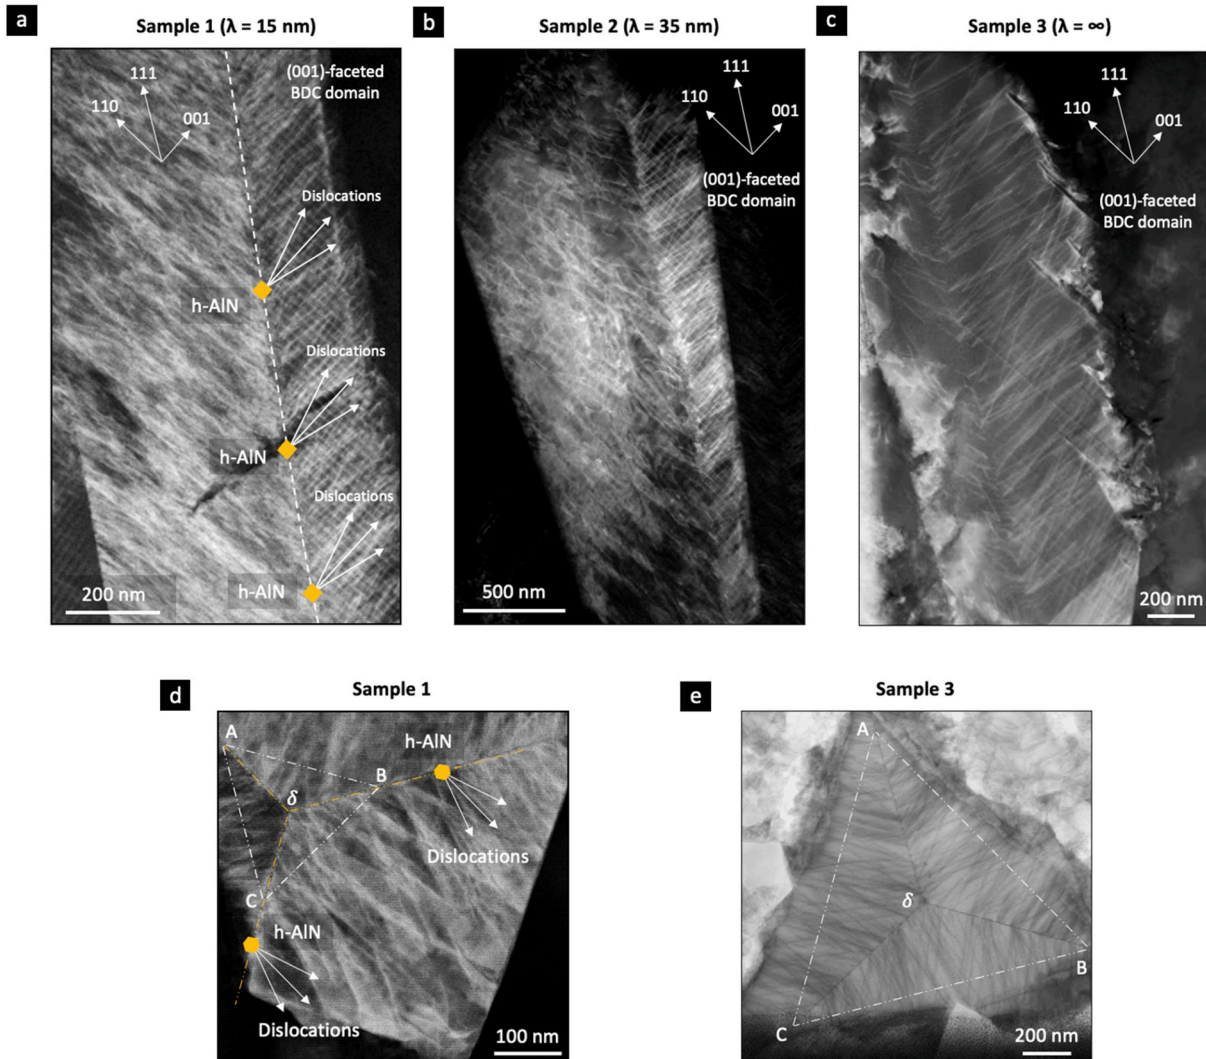 a
Sample 1 (λ = 15 nm)
111
110
001
(001)-faceted
BDC domain
Dislocations
h-AlN
Dislocations
h-AlN
Dislocations
h-AlN
200 nm
b
Sample 2 (λ = 35 nm)
111
110
001
(001)-faceted
BDC domain
500 nm
c
Sample 3 (λ = ∞)
111
110
001
(001)-faceted
BDC domain
200 nm
d
Sample 1
A
h-AlN
B
δ
Dislocations
C
h-AlN
Dislocations
100 nm
e
Sample 3
A
δ
B
C
200 nm